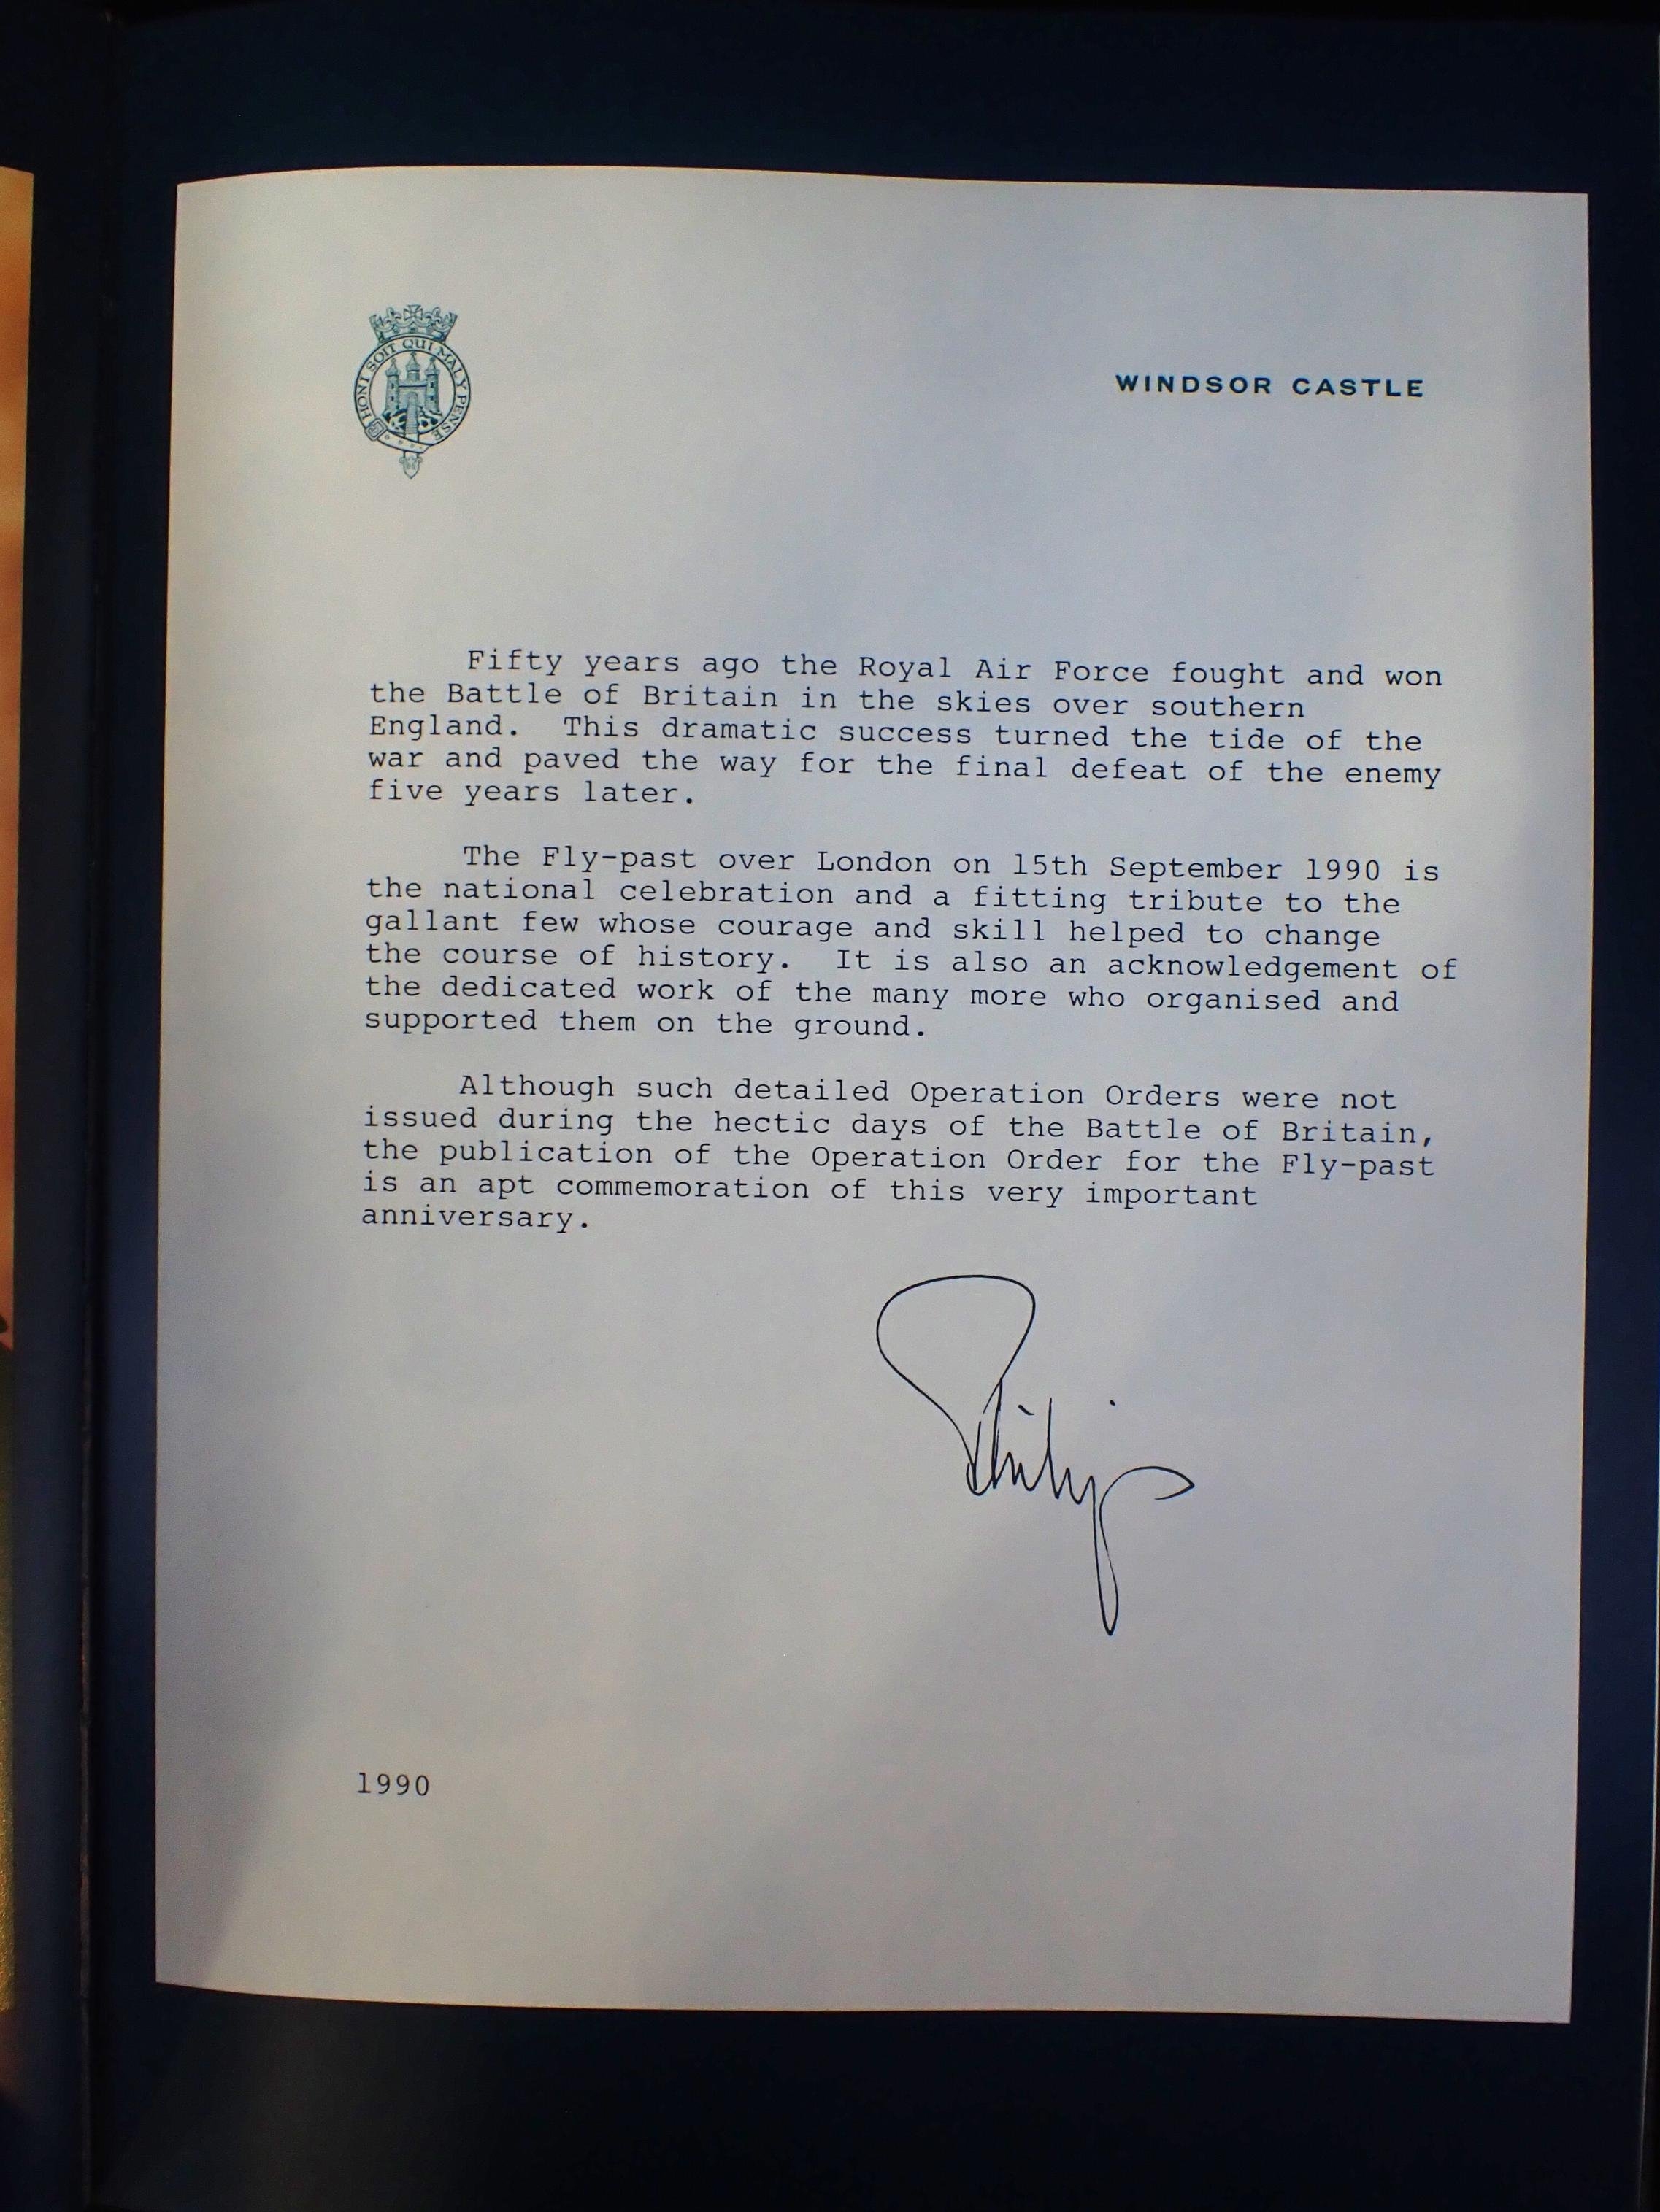 HONI SOIT QUI MAL Y PENSE
WINDSOR CASTLE
Fifty years ago the Royal Air Force fought and won
the Battle of Britain in the skies over southern
England. This dramatic success turned the tide of the
war and paved the way for the final defeat of the enemy
five years later.
The Fly-past over London on 15th September 1990 is
the national celebration and a fitting tribute to the
gallant few whose courage and skill helped to change
the course of history. It is also an acknowledgement of
the dedicated work of the many more who organised and
supported them on the ground.
Although such detailed Operation Orders were not
issued during the hectic days of the Battle of Britain,
the publication of the Operation Order for the Fly-past
is an apt commemoration of this very important
anniversary.
Philip
1990